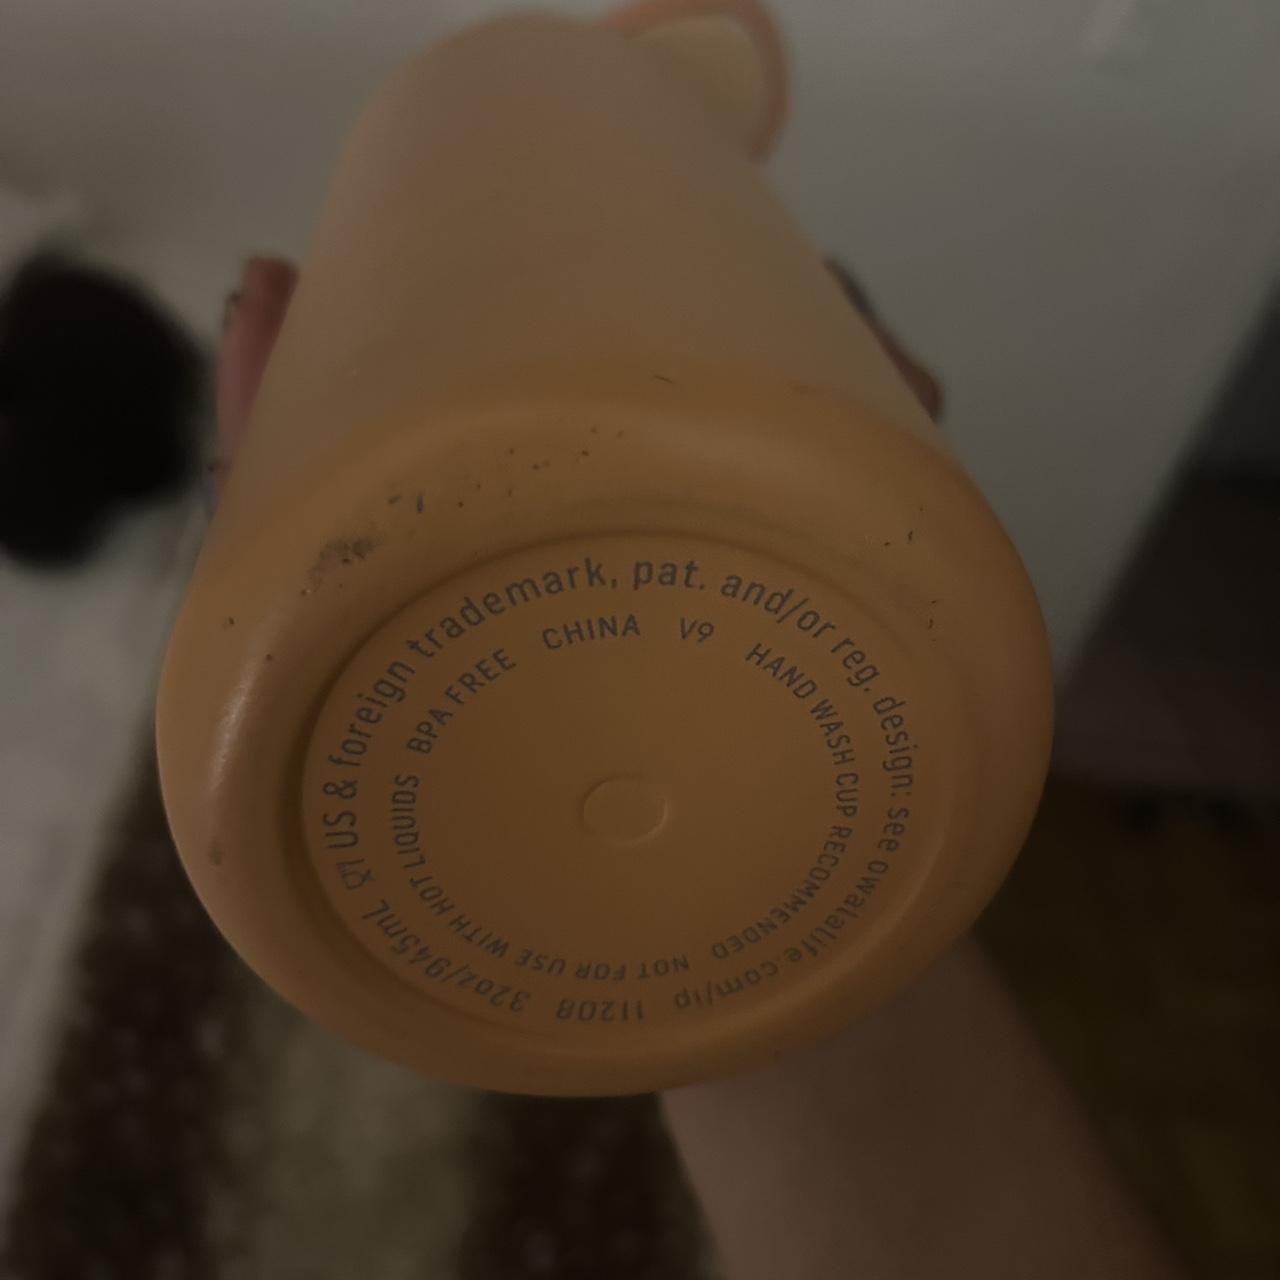 US & foreign trademark, pat. and/or reg. design: see owalalife.com/ip 11208 32oz/945mL
BPA FREE CHINA V9 HAND WASH CUP RECOMMENDED NOT FOR USE WITH HOT LIQUIDS